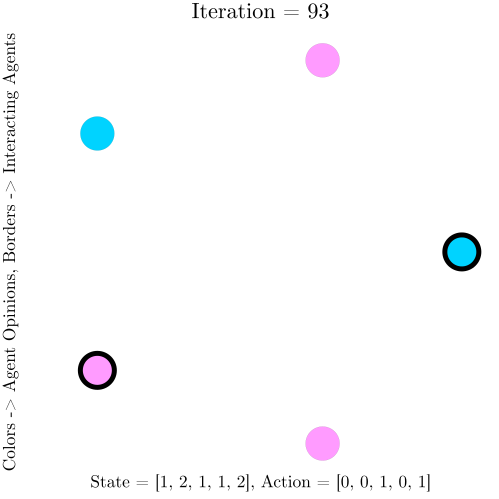 Iteration = 93
Colors -> Agent Opinions, Borders -> Interacting Agents
State = [1, 2, 1, 1, 2], Action = [0, 0, 1, 0, 1]